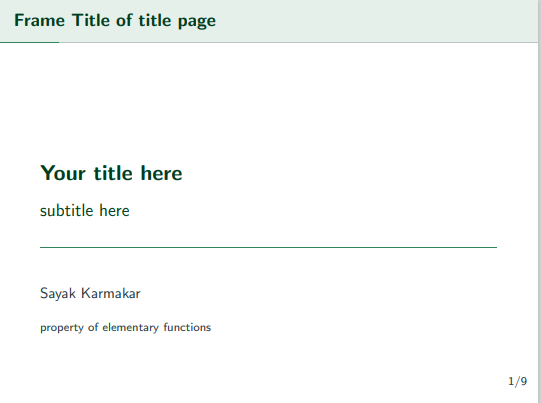 Frame Title of title page
Your title here
subtitle here
Sayak Karmakar
property of elementary functions
1/9